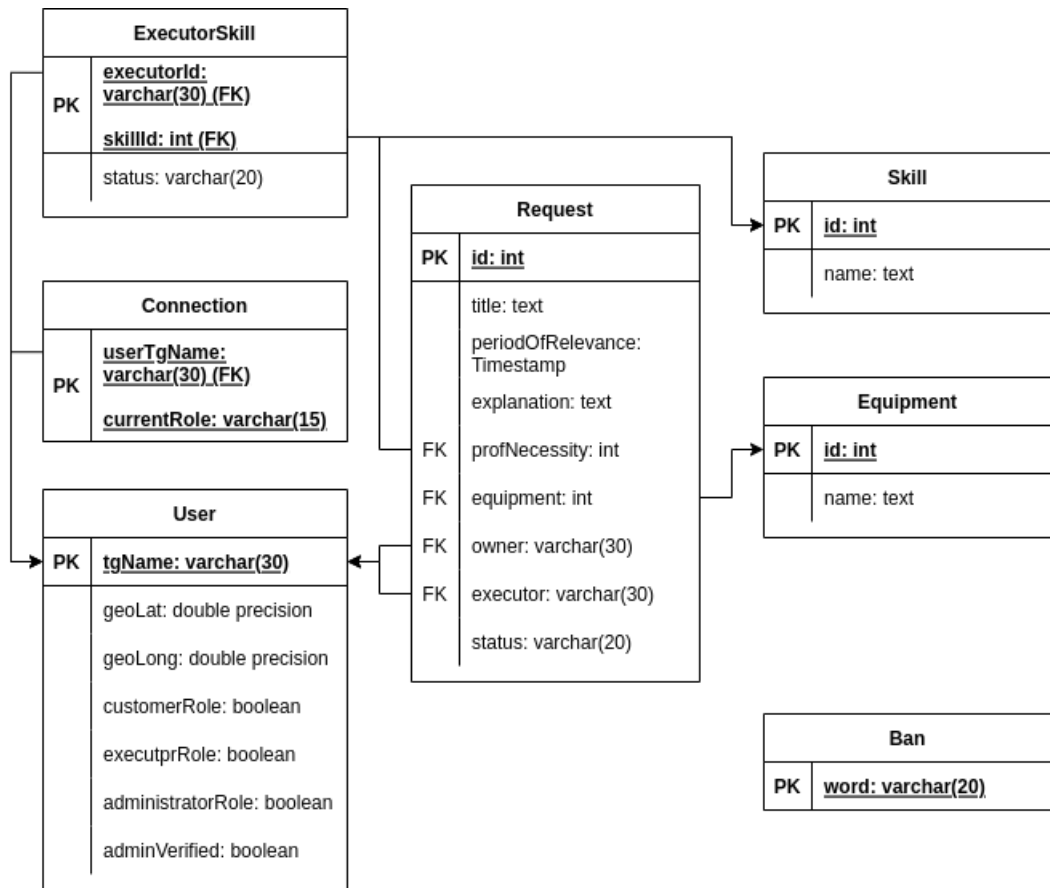 ExecutorSkill
PK
executorId:
varchar(30) (FK)
skillId: int (FK)
status: varchar(20)
Connection
PK
userTgName:
varchar(30) (FK)
currentRole: varchar(15)
User
PK
tgName: varchar(30)
geoLat: double precision
geoLong: double precision
customerRole: boolean
executprRole: boolean
administratorRole: boolean
adminVerified: boolean
Request
PK
id: int
title: text
periodOfRelevance:
Timestamp
explanation: text
FK
profNecessity: int
FK
equipment: int
FK
owner: varchar(30)
FK
executor: varchar(30)
status: varchar(20)
Skill
PK
id: int
name: text
Equipment
PK
id: int
name: text
Ban
PK
word: varchar(20)